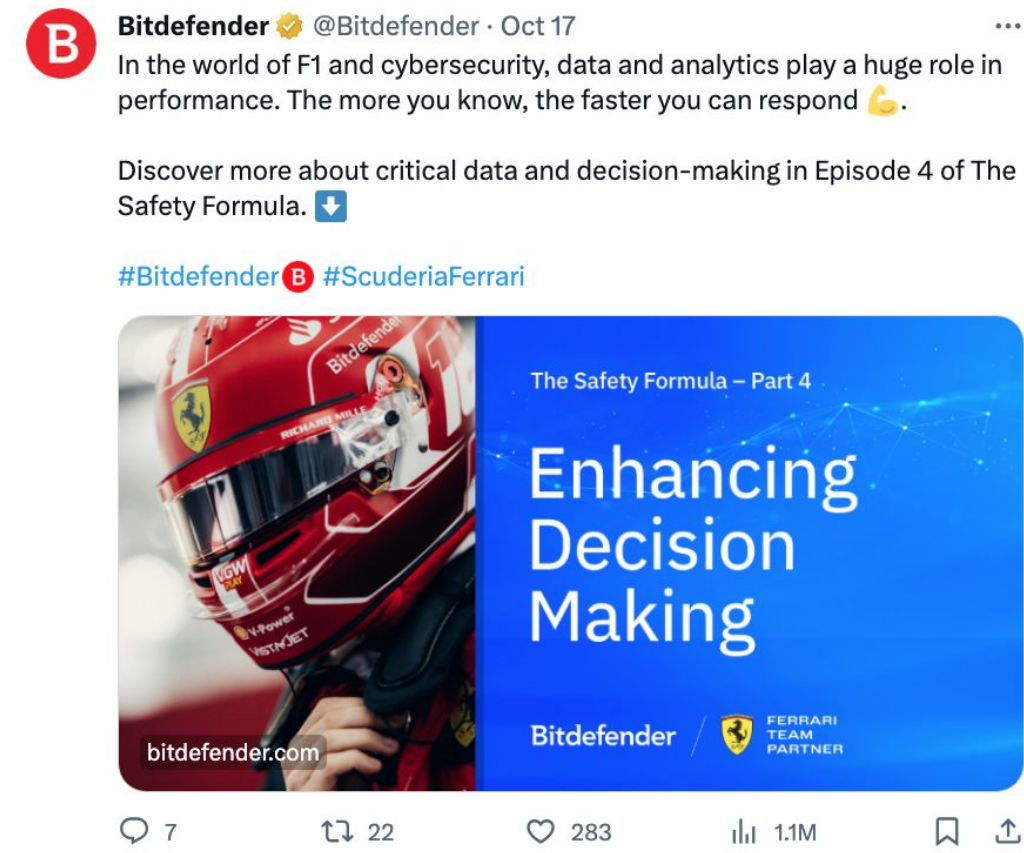 Bitdefender @Bitdefender · Oct 17
In the world of F1 and cybersecurity, data and analytics play a huge role in
performance. The more you know, the faster you can respond 💪.
Discover more about critical data and decision-making in Episode 4 of The
Safety Formula. ⬇️
#Bitdefender B #ScuderiaFerrari
Bitdefender
RICHARD MILLE
VGW
PLAY
V-Power
VISTAJET
bitdefender.com
The Safety Formula – Part 4
Enhancing
Decision
Making
Bitdefender
FERRARI
TEAM
PARTNER
7 22 283 1.1M